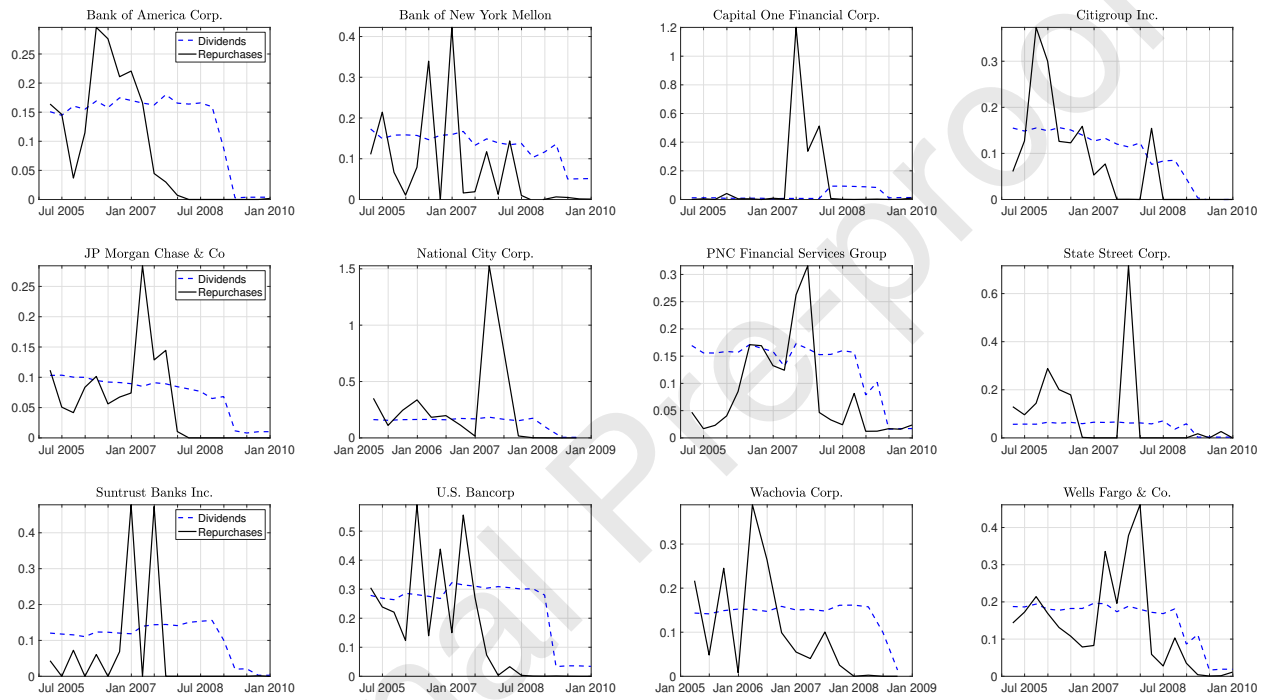 Bank of America Corp.
0.25
0.2
0.15
0.1
0.05
0
Dividends
Repurchases
Jul 2005 Jan 2007 Jul 2008 Jan 2010
Bank of New York Mellon
0.4
0.3
0.2
0.1
0
Jul 2005 Jan 2007 Jul 2008 Jan 2010
Capital One Financial Corp.
1.2
1
0.8
0.6
0.4
0.2
0
Jul 2005 Jan 2007 Jul 2008 Jan 2010
Citigroup Inc.
0.3
0.2
0.1
0
Jul 2005 Jan 2007 Jul 2008 Jan 2010
JP Morgan Chase & Co
0.25
0.2
0.15
0.1
0.05
0
Dividends
Repurchases
Jul 2005 Jan 2007 Jul 2008 Jan 2010
National City Corp.
1.5
1
0.5
0
Jan 2005 Jan 2006 Jan 2007 Jan 2008 Jan 2009
PNC Financial Services Group
0.3
0.25
0.2
0.15
0.1
0.05
0
Jul 2005 Jan 2007 Jul 2008 Jan 2010
State Street Corp.
0.6
0.4
0.2
0
Jul 2005 Jan 2007 Jul 2008 Jan 2010
Suntrust Banks Inc.
0.4
0.3
0.2
0.1
0
Dividends
Repurchases
Jul 2005 Jan 2007 Jul 2008 Jan 2010
U.S. Bancorp
0.5
0.4
0.3
0.2
0.1
0
Jul 2005 Jan 2007 Jul 2008 Jan 2010
Wachovia Corp.
0.3
0.2
0.1
0
Jan 2005 Jan 2006 Jan 2007 Jan 2008 Jan 2009
Wells Fargo & Co.
0.4
0.3
0.2
0.1
0
Jul 2005 Jan 2007 Jul 2008 Jan 2010
nal Pre-proof